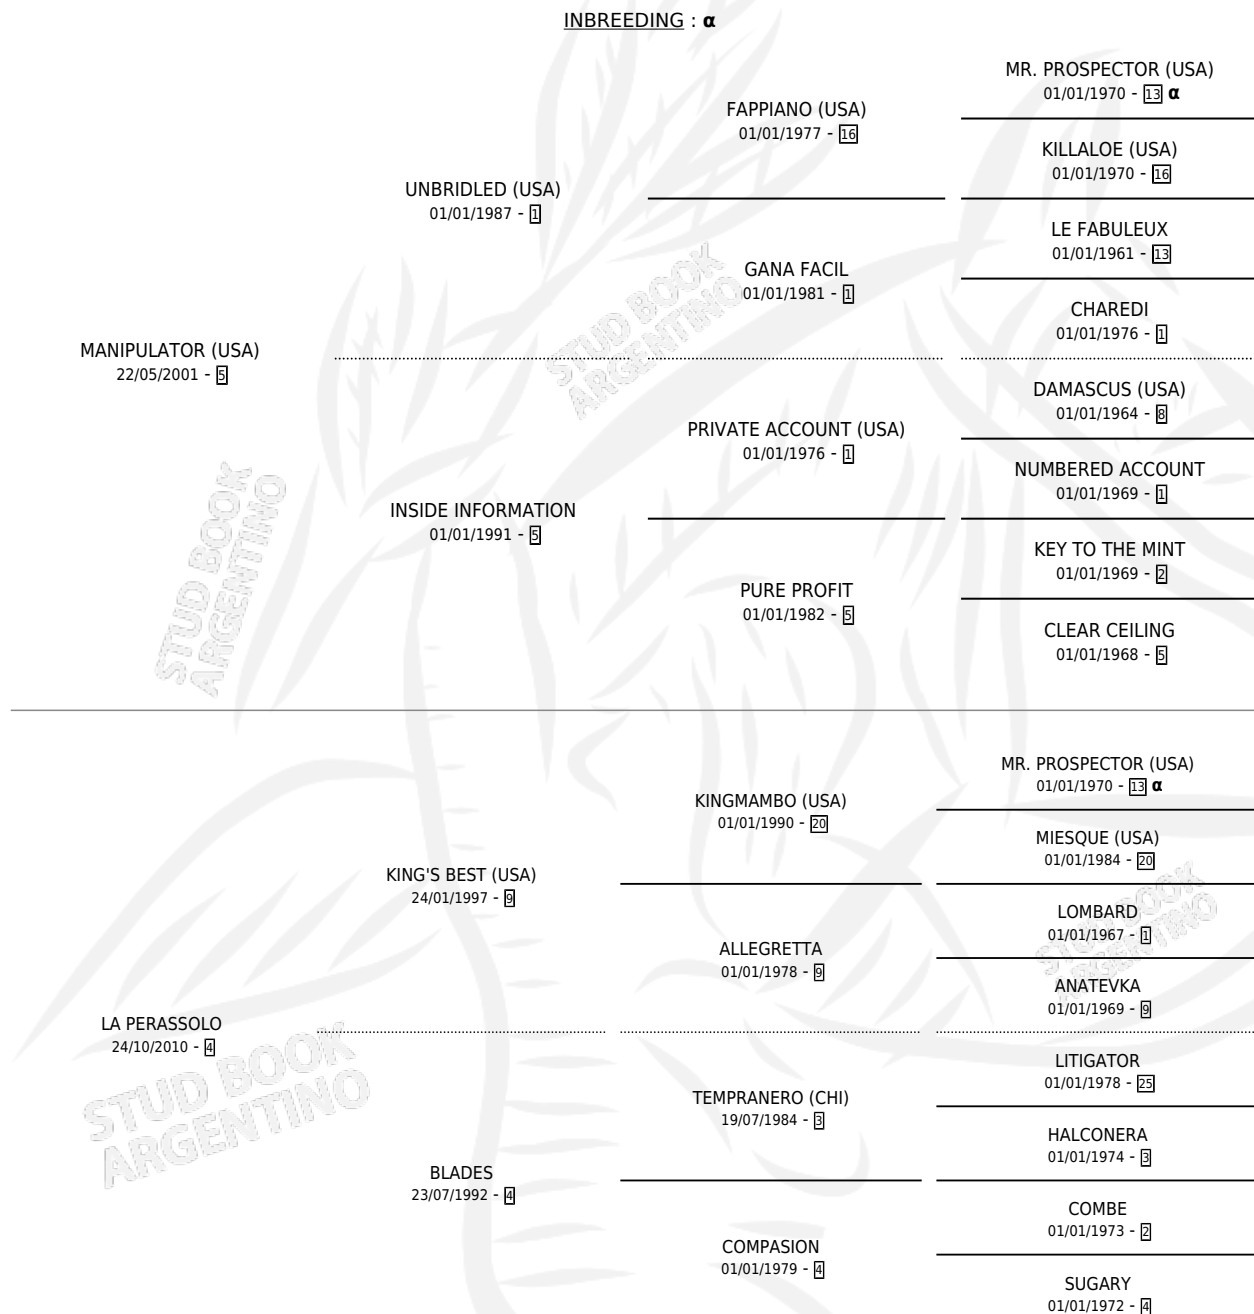 INBREEDING : α
MR. PROSPECTOR (USA)
01/01/1970 - 13 α
FAPPIANO (USA)
01/01/1977 - 16
KILLALOE (USA)
01/01/1970 - 16
UNBRIDLED (USA)
01/01/1987 - 1
LE FABULEUX
01/01/1961 - 13
GANA FACIL
01/01/1981 - 1
CHAREDI
01/01/1976 - 1
MANIPULATOR (USA)
22/05/2001 - 5
DAMASCUS (USA)
01/01/1964 - 8
PRIVATE ACCOUNT (USA)
01/01/1976 - 1
NUMBERED ACCOUNT
01/01/1969 - 1
INSIDE INFORMATION
01/01/1991 - 5
KEY TO THE MINT
01/01/1969 - 2
PURE PROFIT
01/01/1982 - 5
CLEAR CEILING
01/01/1968 - 5
MR. PROSPECTOR (USA)
01/01/1970 - 13 α
KINGMAMBO (USA)
01/01/1990 - 20
MIESQUE (USA)
01/01/1984 - 20
KING'S BEST (USA)
24/01/1997 - 9
LOMBARD
01/01/1967 - 1
ALLEGRETTA
01/01/1978 - 9
ANATEVKA
01/01/1969 - 9
LA PERASSOLO
24/10/2010 - 4
LITIGATOR
01/01/1978 - 25
TEMPRANERO (CHI)
19/07/1984 - 3
HALCONERA
01/01/1974 - 3
BLADES
23/07/1992 - 4
COMBE
01/01/1973 - 2
COMPASION
01/01/1979 - 4
SUGARY
01/01/1972 - 4
STUD BOOK
ARGENTINO
STUD BOOK
ARGENTINO
STUD BOOK
ARGENTINO
STUD BOOK
ARGENTINO